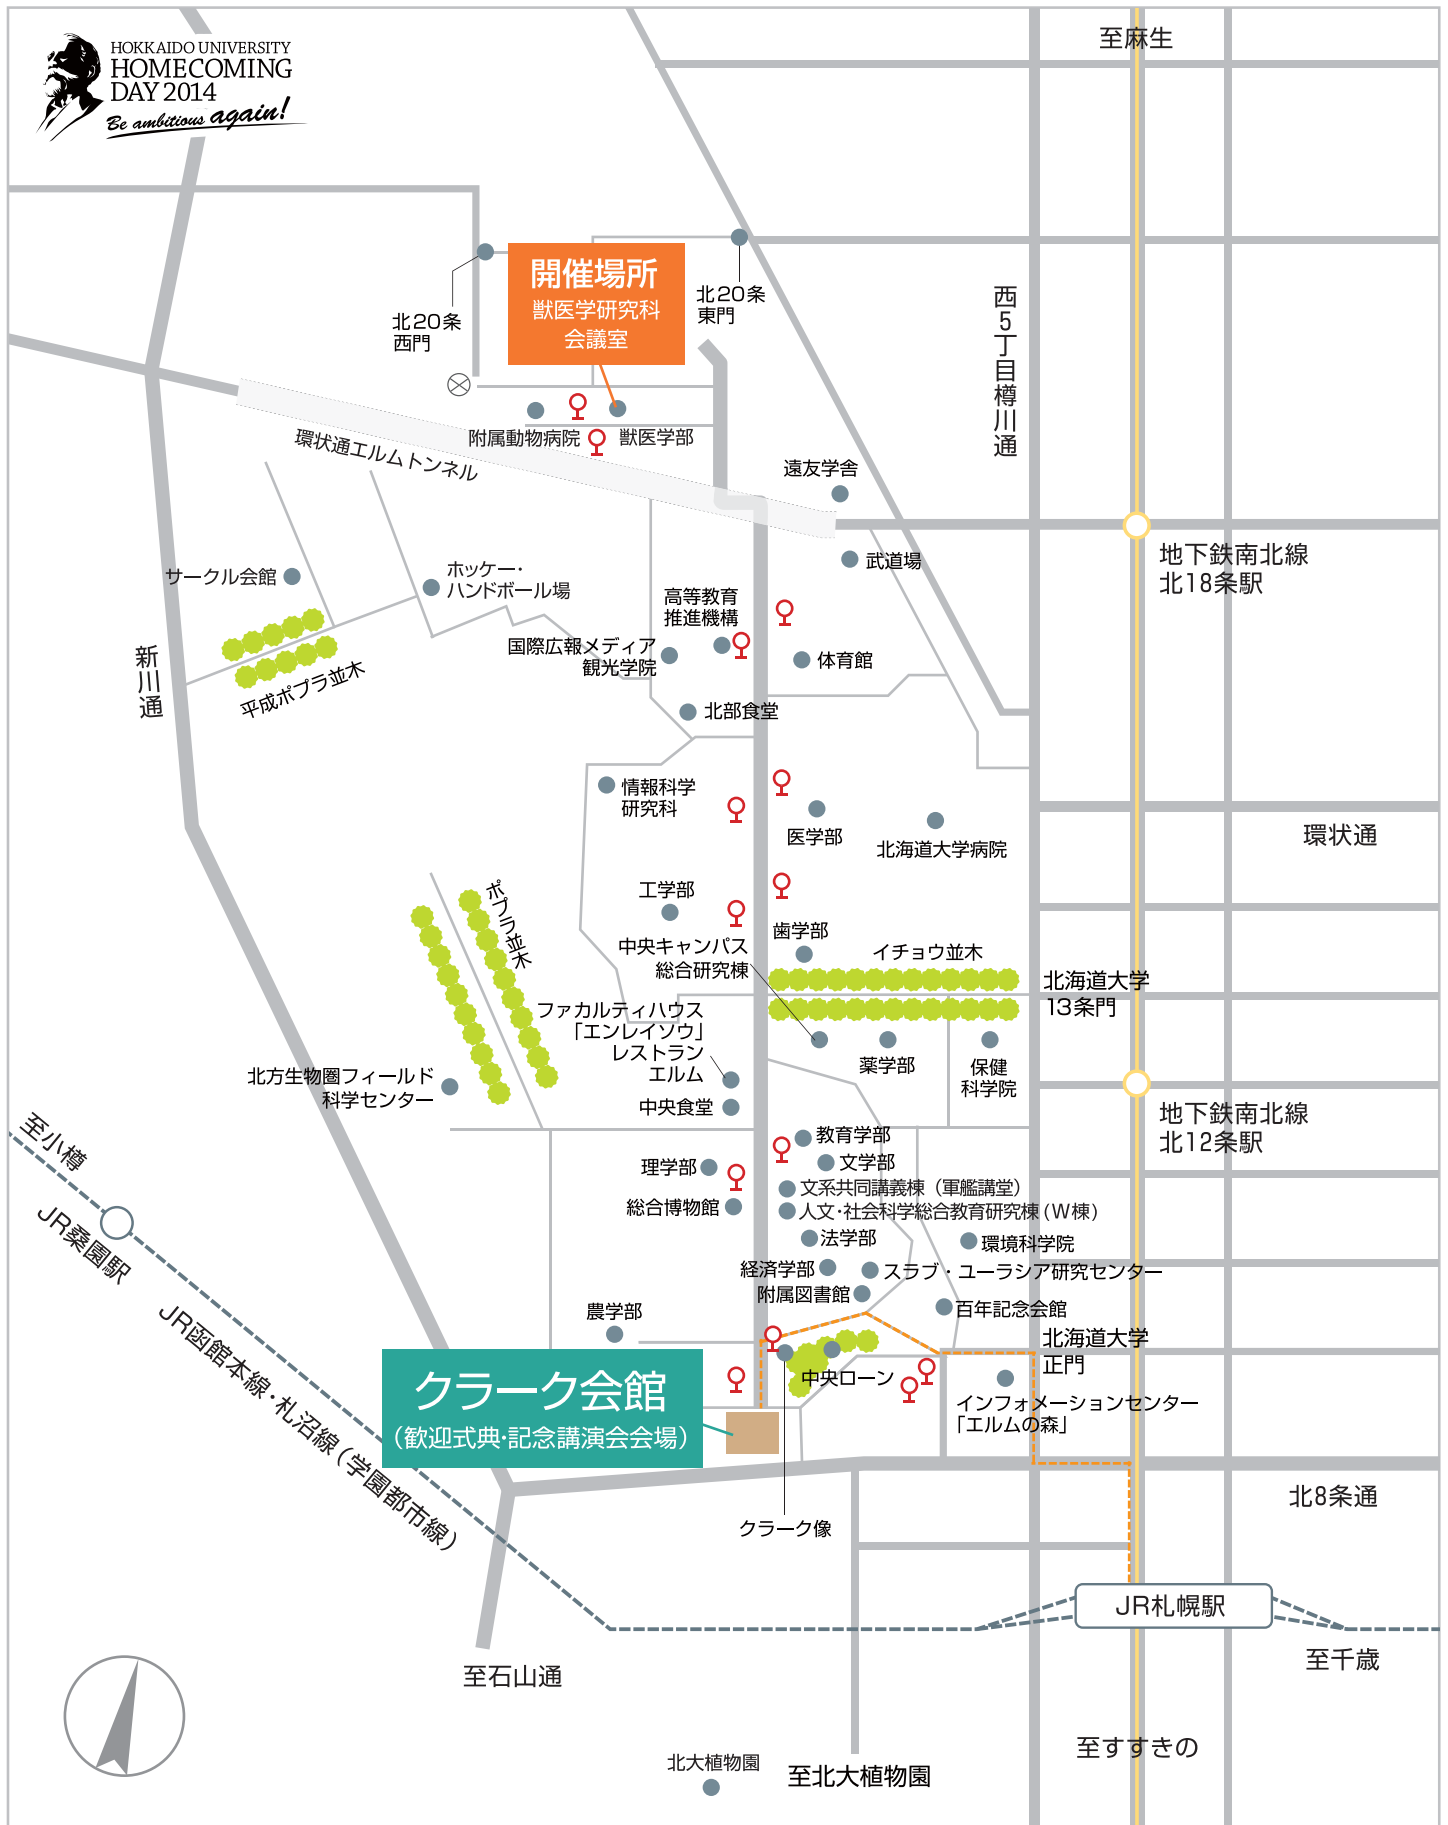 至麻生
HOKKAIDO UNIVERSITY
HOMECOMING
DAY 2014
Be ambitious again!
開催場所
獣医学研究科
会議室
北20条
西門
北20条
東門
西5丁目樽川通
附属動物病院
獣医学部
環状通エルムトンネル
遠友学舎
武道場
地下鉄南北線
北18条駅
サークル会館
ホッケー・
ハンドボール場
高等教育
推進機構
国際広報メディア
観光学院
体育館
新川通
平成ポプラ並木
北部食堂
情報科学
研究科
医学部
北海道大学病院
環状通
工学部
ポプラ並木
歯学部
中央キャンパス
総合研究棟
イチョウ並木
北海道大学
13条門
ファカルティハウス
「エンレイソウ」
レストラン
エルム
薬学部
保健
科学院
北方生物圏フィールド
科学センター
中央食堂
地下鉄南北線
北12条駅
至小樽
教育学部
文学部
理学部
文系共同講義棟（軍艦講堂）
総合博物館
人文・社会科学総合教育研究棟（W棟）
JR桑園駅
法学部
環境科学院
経済学部
スラブ・ユーラシア研究センター
附属図書館
百年記念会館
農学部
JR函館本線・札沼線（学園都市線）
北海道大学
正門
中央ローン
クラーク会館
（歓迎式典・記念講演会会場）
インフォメーションセンター
「エルムの森」
北8条通
クラーク像
JR札幌駅
至石山通
至千歳
至すすきの
北大植物園
至北大植物園